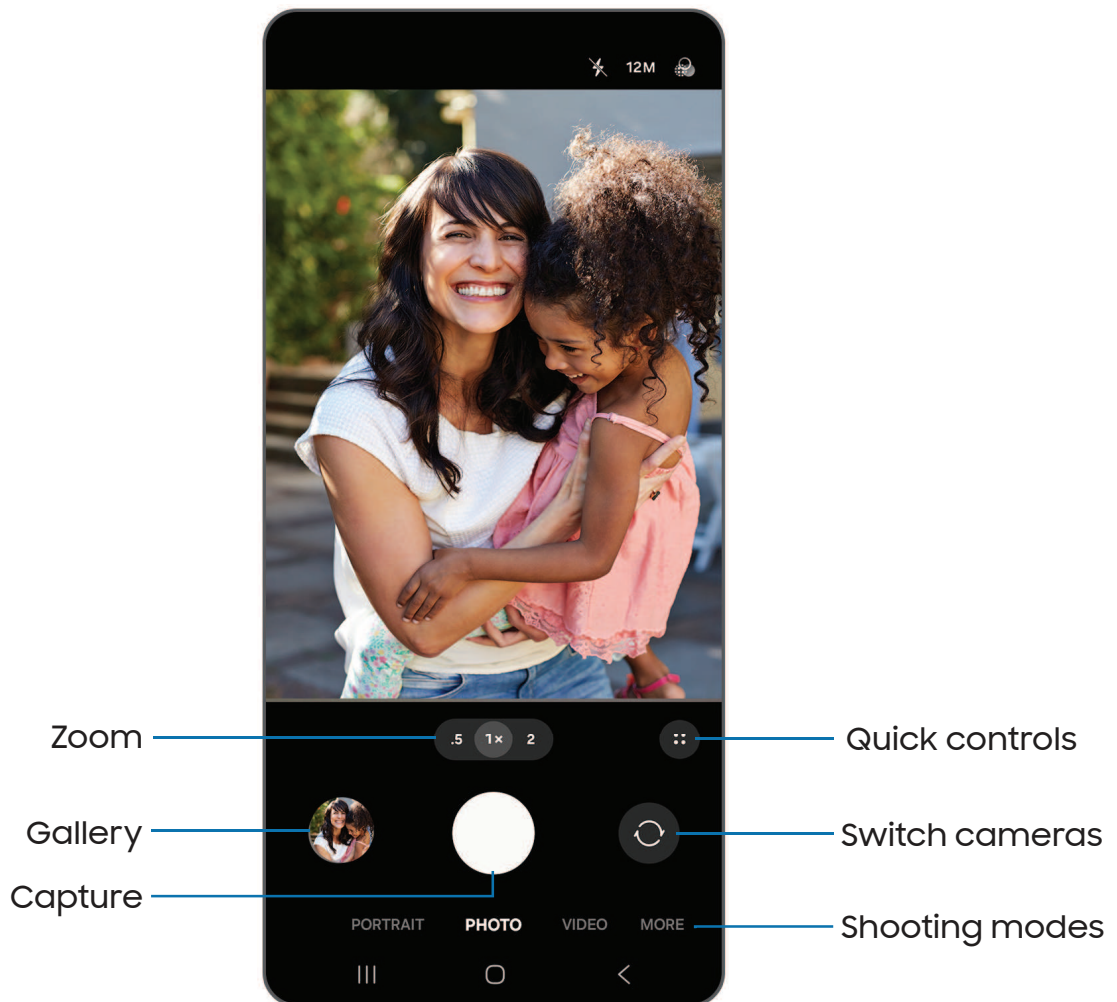 12M
Zoom
.5 1× 2
Quick controls
Gallery
Switch cameras
Capture
PORTRAIT PHOTO VIDEO MORE
Shooting modes